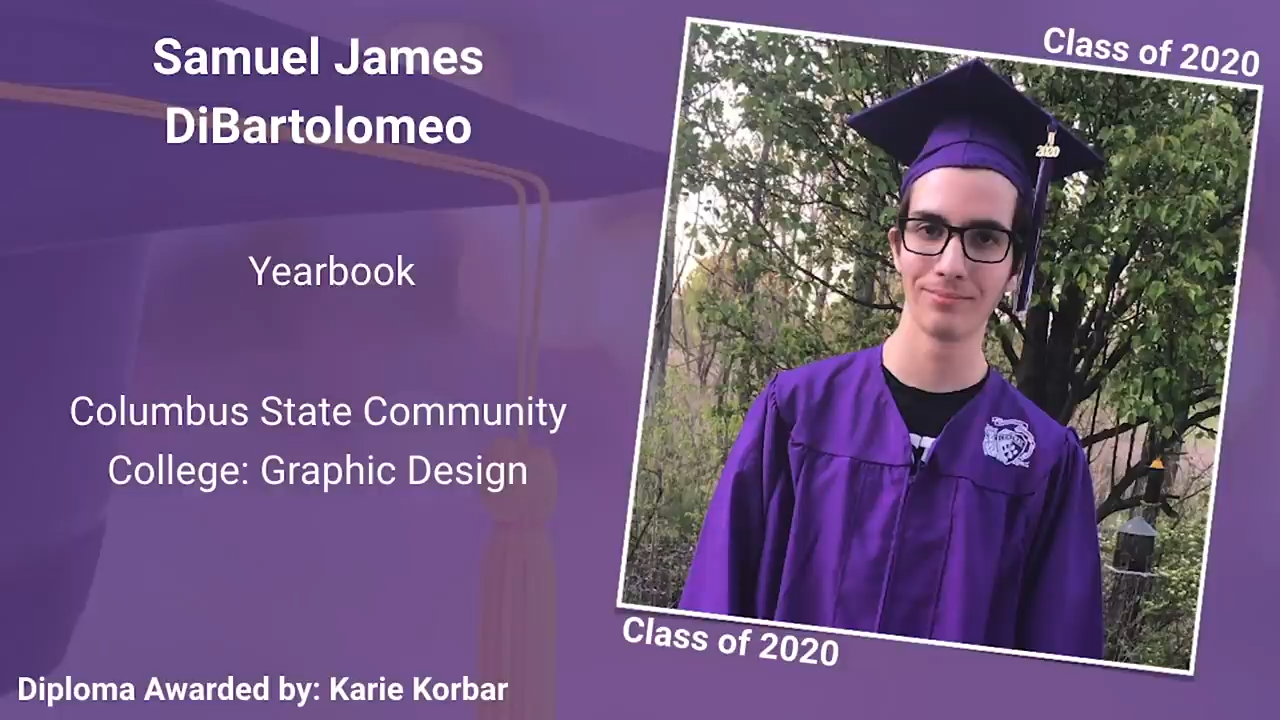 Samuel James
DiBartolomeo
Yearbook
Columbus State Community
College: Graphic Design
Diploma Awarded by: Karie Korbar
Class of 2020
2020
Class of 2020